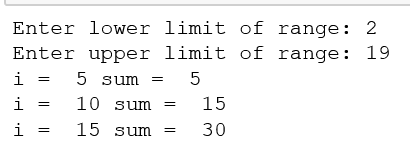 Enter lower limit of range: 2
Enter upper limit of range: 19
i =  5 sum =  5
i =  10 sum =  15
i =  15 sum =  30